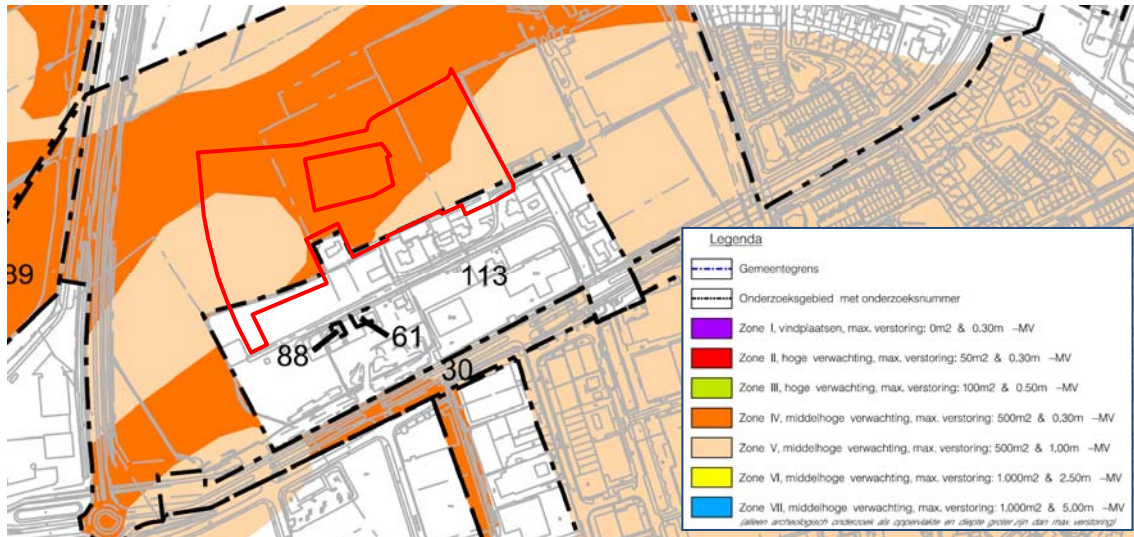 39
113
61
88
30
Legenda
Gemeentegrens
Onderzoeksgebied met onderzoeksnummer
Zone I, vindplaatsen, max. verstoring: 0m2 & 0.30m –MV
Zone II, hoge verwachting, max. verstoring: 50m2 & 0.30m –MV
Zone III, hoge verwachting, max. verstoring: 100m2 & 0.50m –MV
Zone IV, middelhoge verwachting, max. verstoring: 500m2 & 0.30m –MV
Zone V, middelhoge verwachting, max. verstoring: 500m2 & 1.00m –MV
Zone VI, middelhoge verwachting, max. verstoring: 1.000m2 & 2.50m –MV
Zone VII, middelhoge verwachting, max. verstoring: 1,000m2 & 5.00m –MV
(alleen archeologisch onderzoek als oppervlakte en diepte groter zijn dan max. verstoring)